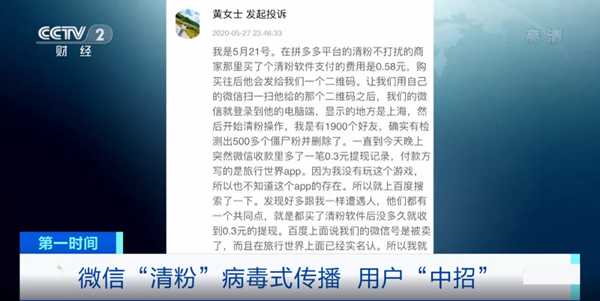 CCTV 2
财经
高清
黄女士 发起投诉
2020-05-27 23:46:33
我是5月21号。在拼多多平台的清粉不打扰的商
家那里买了个清粉软件支付的费用是0.58元，购
买往后他会发给我们一个二维码。让我们用自己
的微信扫一扫他给的那个二维码之后，我们的微
信就登录到他的电脑端，显示的地方是上海，然
后开始清粉操作，我是有1900个好友，确实有检
测出500多个僵尸粉并删除了。一直到今天晚上
突然微信收款里多了一笔0.3元提现记录，付款方
写的是旅行世界app。因为我没有玩这个游戏，
所以也不知道这个app的存在。所以就上百度搜
索了一下。发现好多跟我一样遭遇人，他们都有
一个共同点，就是都买了清粉软件后没多久就收
到0.3元的提现。百度上面说我们的微信号是被卖
了，而且在旅行世界上面已经实名认。所以我就
第一时间
微信“清粉”病毒式传播 用户“中招”